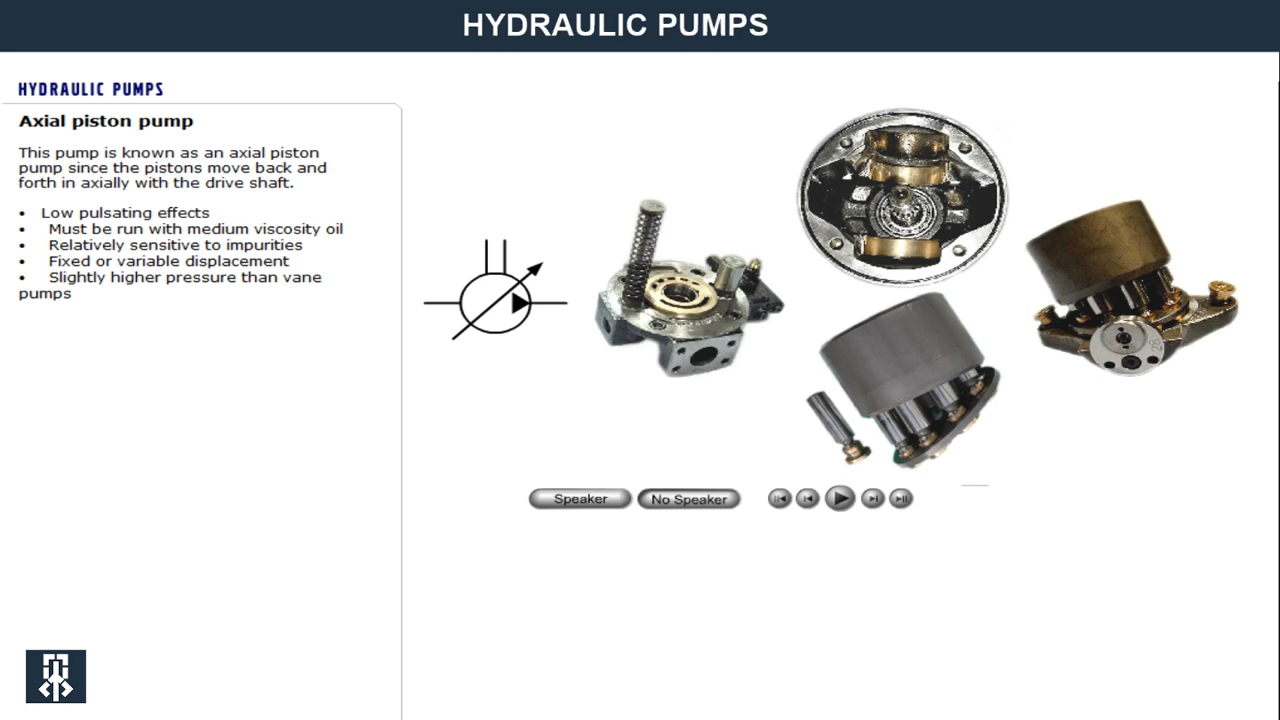 HYDRAULIC PUMPS
HYDRAULIC PUMPS
Axial piston pump
This pump is known as an axial piston
pump since the pistons move back and
forth in axially with the drive shaft.
• Low pulsating effects
• Must be run with medium viscosity oil
• Relatively sensitive to impurities
• Fixed or variable displacement
• Slightly higher pressure than vane
pumps
28
Speaker
No Speaker